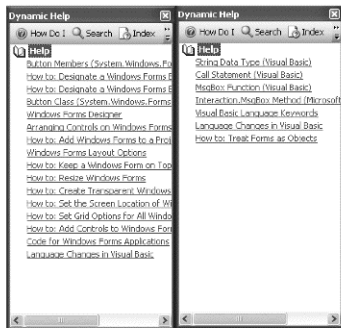 Dynamic Help
How Do I Search Index
Help
Button Members (System.Windows.Fo
How to: Designate a Windows Forms B
How to: Designate a Windows Forms B
Button Class (System.Windows.Forms
Windows Forms Designer
Arranging Controls on Windows Forms
How to: Add Windows Forms to a Proj
Windows Forms Layout Options
How to: Keep a Windows Form on Top
How to: Resize Windows Forms
How to: Create Transparent Windows
How to: Set the Screen Location of Wi
How to: Set Grid Options for All Windo
How to: Add Controls to Windows For
Code for Windows Forms Applications
Language Changes in Visual Basic
Dynamic Help
How Do I Search Index
Help
String Data Type (Visual Basic)
Call Statement (Visual Basic)
MsgBox Function (Visual Basic)
Interaction.MsgBox Method (Microsoft
Visual Basic Language Keywords
Language Changes in Visual Basic
How to: Treat Forms as Objects